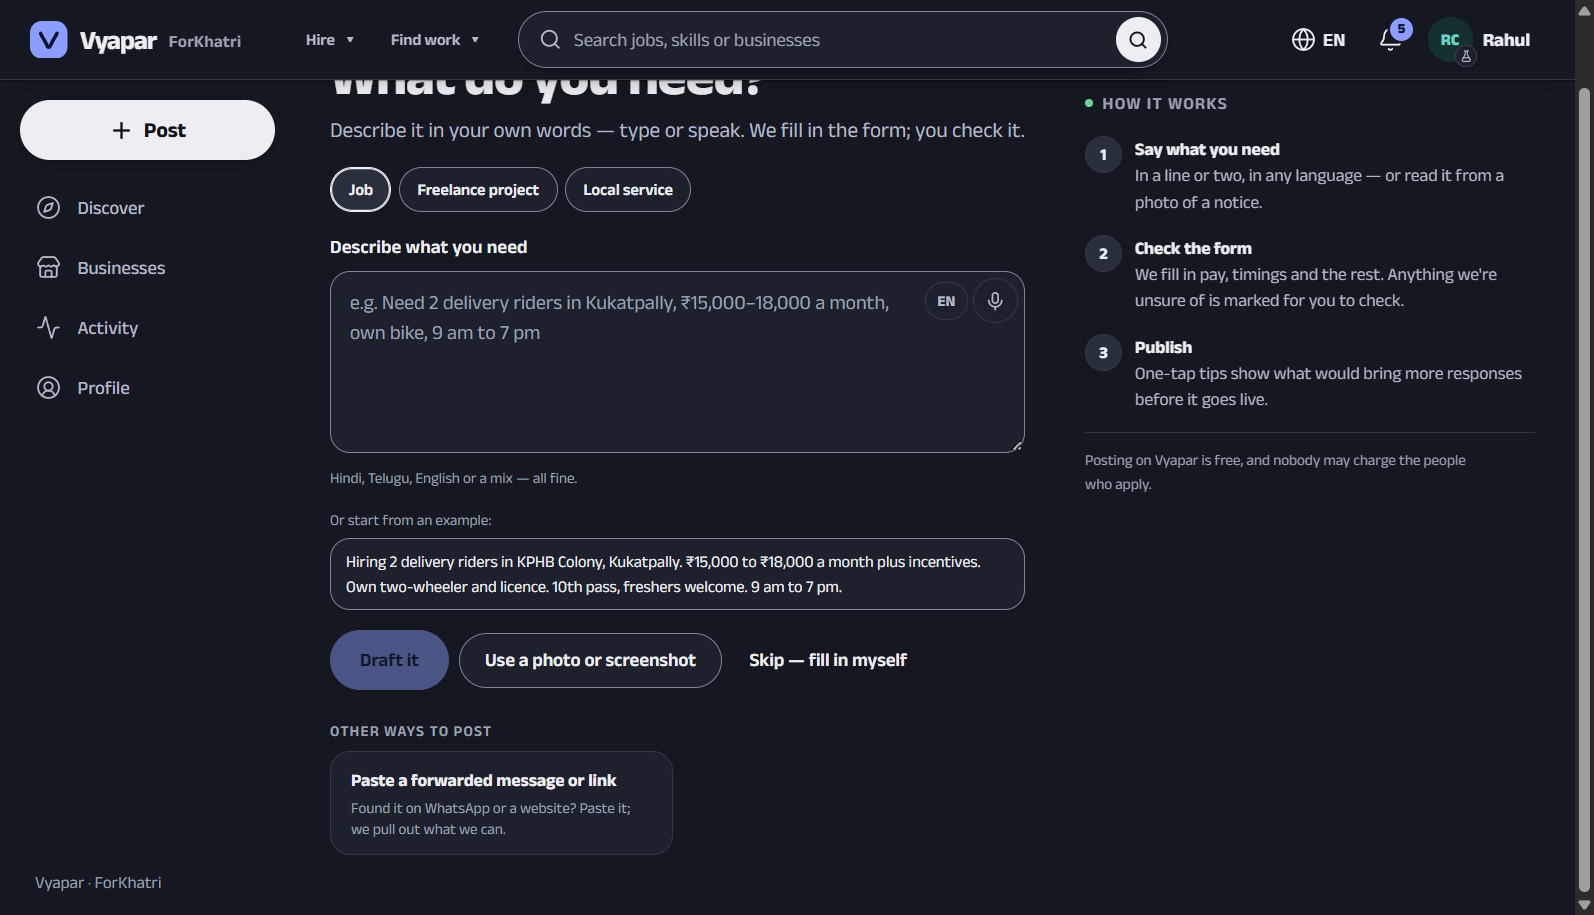 Vyapar ForKhatri
Hire
Find work
Search jobs, skills or businesses
EN
5
RC
Rahul
Post
Discover
Businesses
Activity
Profile
Vyapar · ForKhatri
What do you need?
Describe it in your own words — type or speak. We fill in the form; you check it.
Job
Freelance project
Local service
Describe what you need
e.g. Need 2 delivery riders in Kukatpally, ₹15,000–18,000 a month,
own bike, 9 am to 7 pm
EN
Hindi, Telugu, English or a mix — all fine.
Or start from an example:
Hiring 2 delivery riders in KPHB Colony, Kukatpally. ₹15,000 to ₹18,000 a month plus incentives.
Own two-wheeler and licence. 10th pass, freshers welcome. 9 am to 7 pm.
Draft it
Use a photo or screenshot
Skip — fill in myself
OTHER WAYS TO POST
Paste a forwarded message or link
Found it on WhatsApp or a website? Paste it;
we pull out what we can.
HOW IT WORKS
1
Say what you need
In a line or two, in any language — or read it from a
photo of a notice.
2
Check the form
We fill in pay, timings and the rest. Anything we're
unsure of is marked for you to check.
3
Publish
One-tap tips show what would bring more responses
before it goes live.
Posting on Vyapar is free, and nobody may charge the people
who apply.